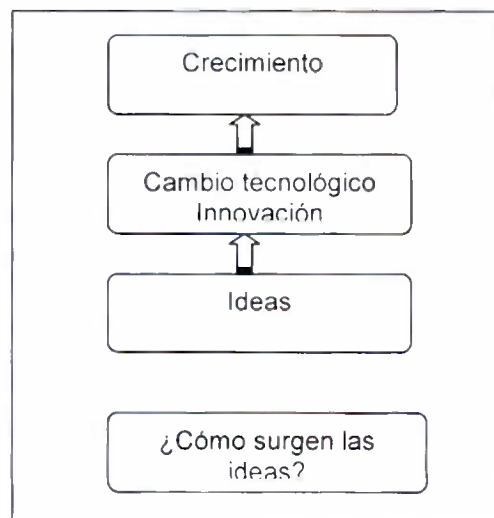 Crecimiento
Cambio tecnológico
Innovación
Ideas
¿Cómo surgen las
ideas?